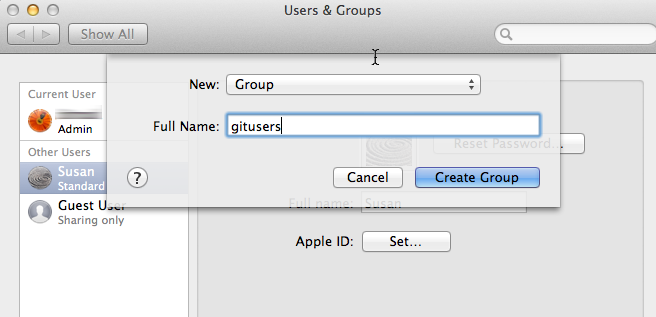 Users & Groups
Show All
New: Group
Full Name: gitusers
? Cancel Create Group
Current User
Admin
Other Users
Susan
Standard
Guest User
Sharing only
Reset Password...
Full name: Susan
Apple ID: Set...